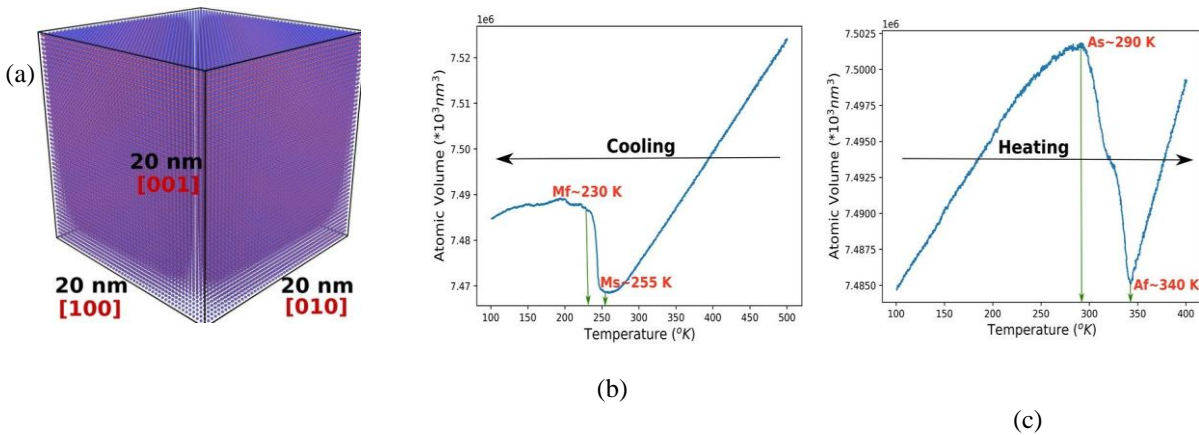 (a)
20 nm
[001]
20 nm
[100]
20 nm
[010]
1e6
Atomic Volume (*10³nm³)
7.52
7.51
7.50
7.49
7.48
7.47
Cooling
Mf~230 K
Ms~255 K
100 150 200 250 300 350 400 450 500
Temperature (°K)
(b)
1e6
Atomic Volume (*10³nm³)
7.5025
7.5000
7.4975
7.4950
7.4925
7.4900
7.4875
7.4850
As~290 K
Heating
Af~340 K
100 150 200 250 300 350 400
Temperature (°K)
(c)